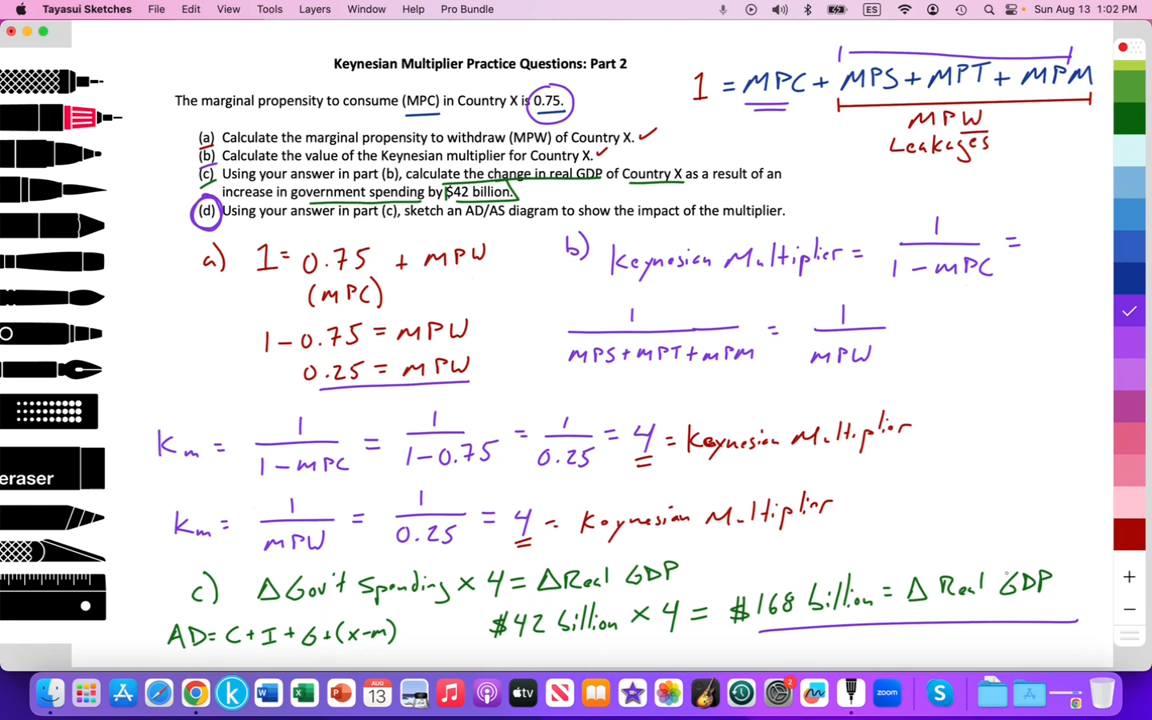 Tayasui Sketches File Edit View Tools Layers Window Help Pro Bundle ES Sun Aug 13 1:02 PM
Keynesian Multiplier Practice Questions: Part 2
1 = MPC + MPS + MPT + MPM
MPW
Leakages
The marginal propensity to consume (MPC) in Country X is 0.75.
(a) Calculate the marginal propensity to withdraw (MPW) of Country X. ✓
(b) Calculate the value of the Keynesian multiplier for Country X. ✓
(c) Using your answer in part (b), calculate the change in real GDP of Country X as a result of an
increase in government spending by $42 billion.
(d) Using your answer in part (c), sketch an AD/AS diagram to show the impact of the multiplier.
a) 1 = 0.75 + MPW
(MPC)
1 - 0.75 = MPW
0.25 = MPW
b) Keynesian Multiplier = 1 / 1 - MPC =
1 / MPS + MPT + MPM = 1 / MPW
Km = 1 / 1 - MPC = 1 / 1 - 0.75 = 1 / 0.25 = 4 = Keynesian Multiplier
Km = 1 / MPW = 1 / 0.25 = 4 = Keynesian Multiplier
c) Δ Gov't Spending × 4 = Δ Real GDP
$42 billion × 4 = $168 billion = Δ Real GDP
AD = C + I + G + (x-m)
eraser
13
zoom
2